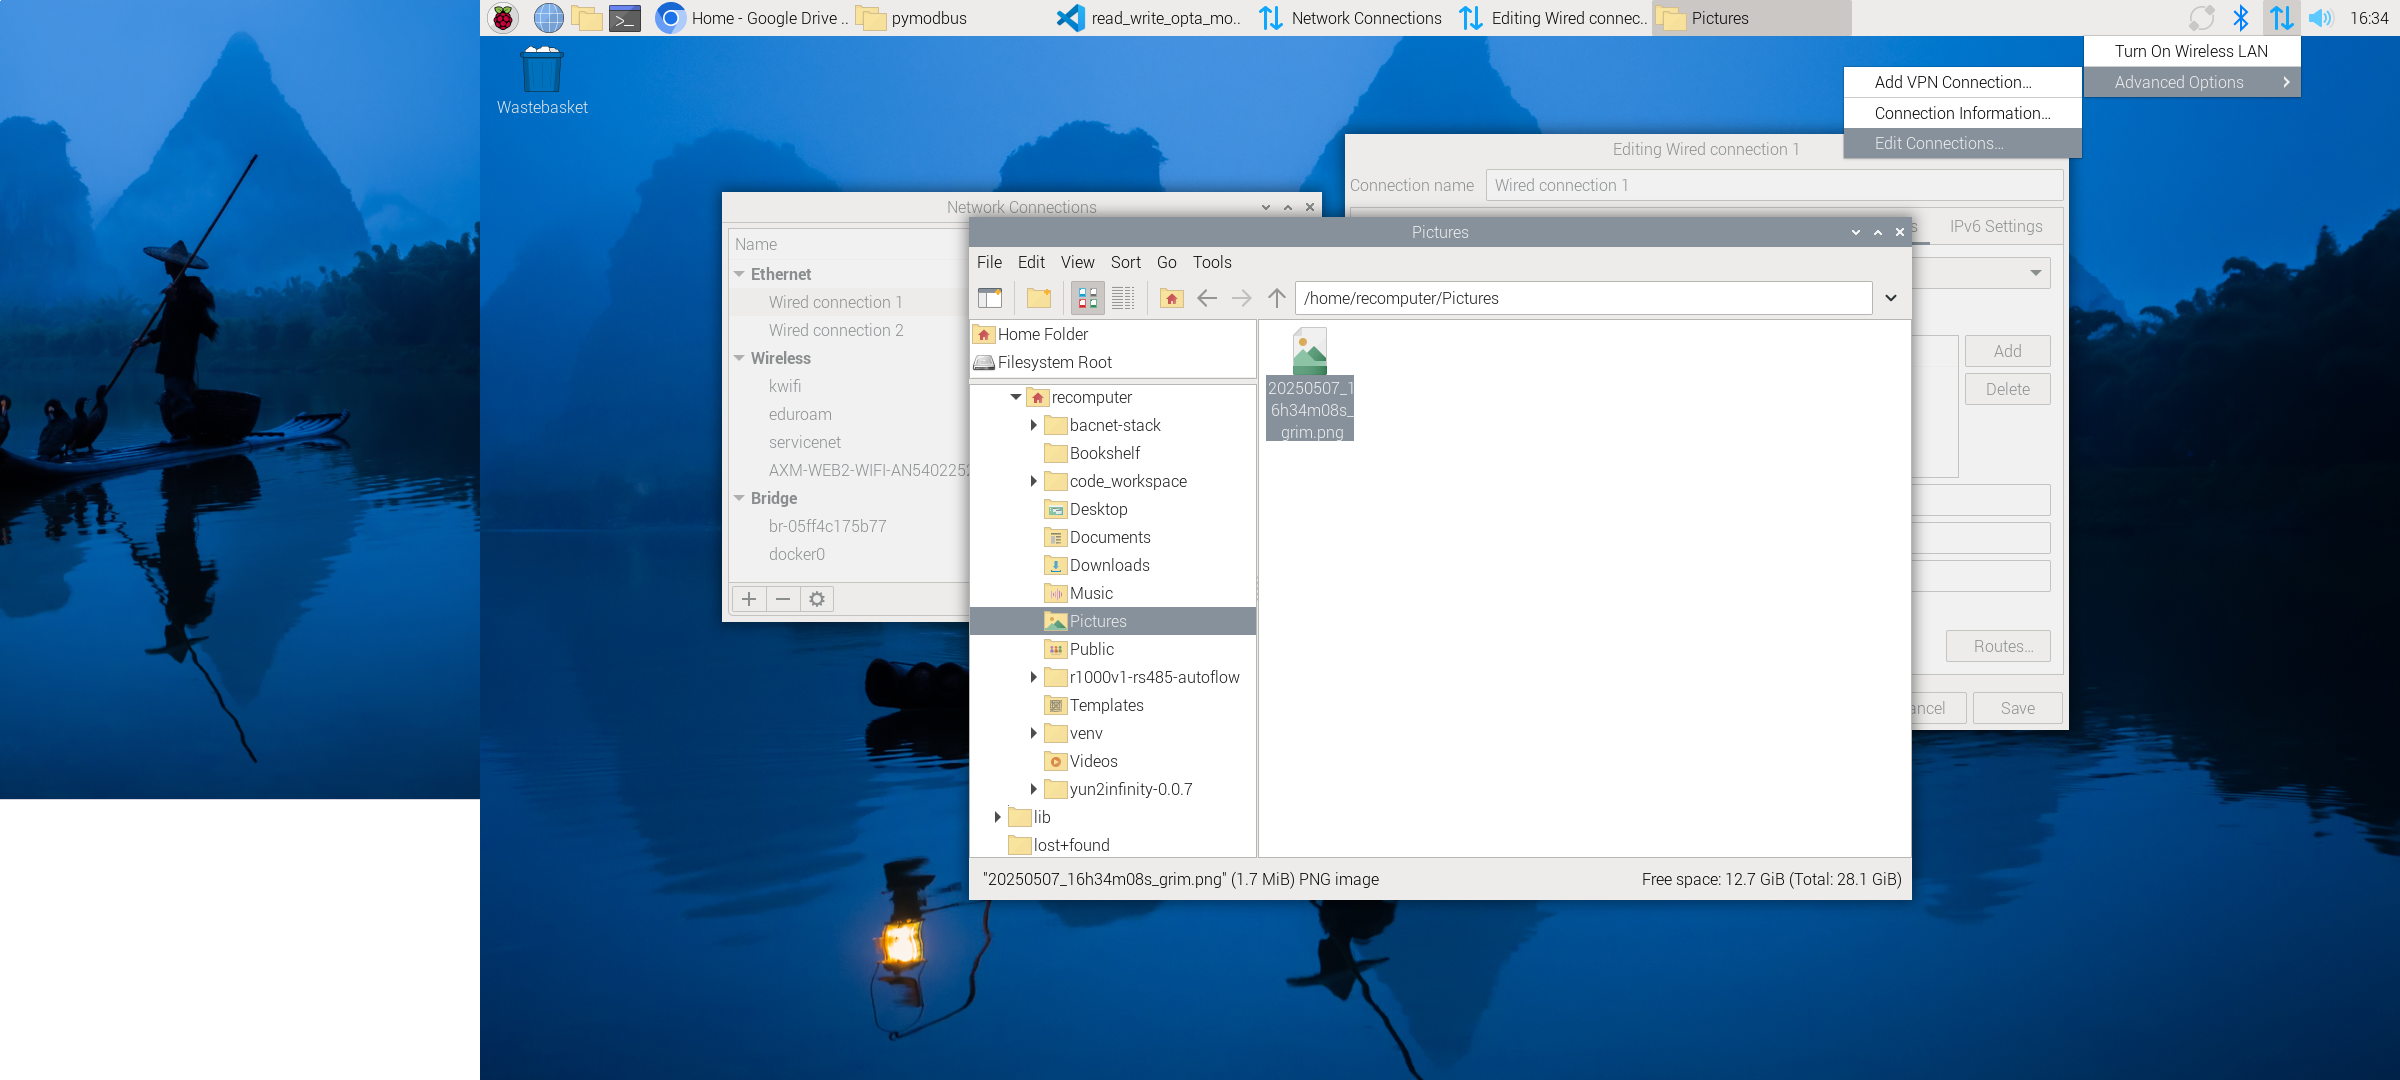 Home - Google Drive ..
pymodbus
read_write_opta_mo..
Network Connections
Editing Wired connec..
Pictures
16:34
Wastebasket
Turn On Wireless LAN
Advanced Options
Add VPN Connection...
Connection Information...
Edit Connections...
Editing Wired connection 1
Connection name
Wired connection 1
IPv6 Settings
Add
Delete
Routes...
Save
Network Connections
Name
Ethernet
Wired connection 1
Wired connection 2
Wireless
kwifi
eduroam
servicenet
AXM-WEB2-WIFI-AN5402252
Bridge
br-05ff4c175b77
docker0
Pictures
File Edit View Sort Go Tools
/home/recomputer/Pictures
Home Folder
Filesystem Root
recomputer
bacnet-stack
Bookshelf
code_workspace
Desktop
Documents
Downloads
Music
Pictures
Public
r1000v1-rs485-autoflow
Templates
venv
Videos
yun2infinity-0.0.7
lib
lost+found
20250507_1
6h34m08s_
grim.png
"20250507_16h34m08s_grim.png" (1.7 MiB) PNG image
Free space: 12.7 GiB (Total: 28.1 GiB)